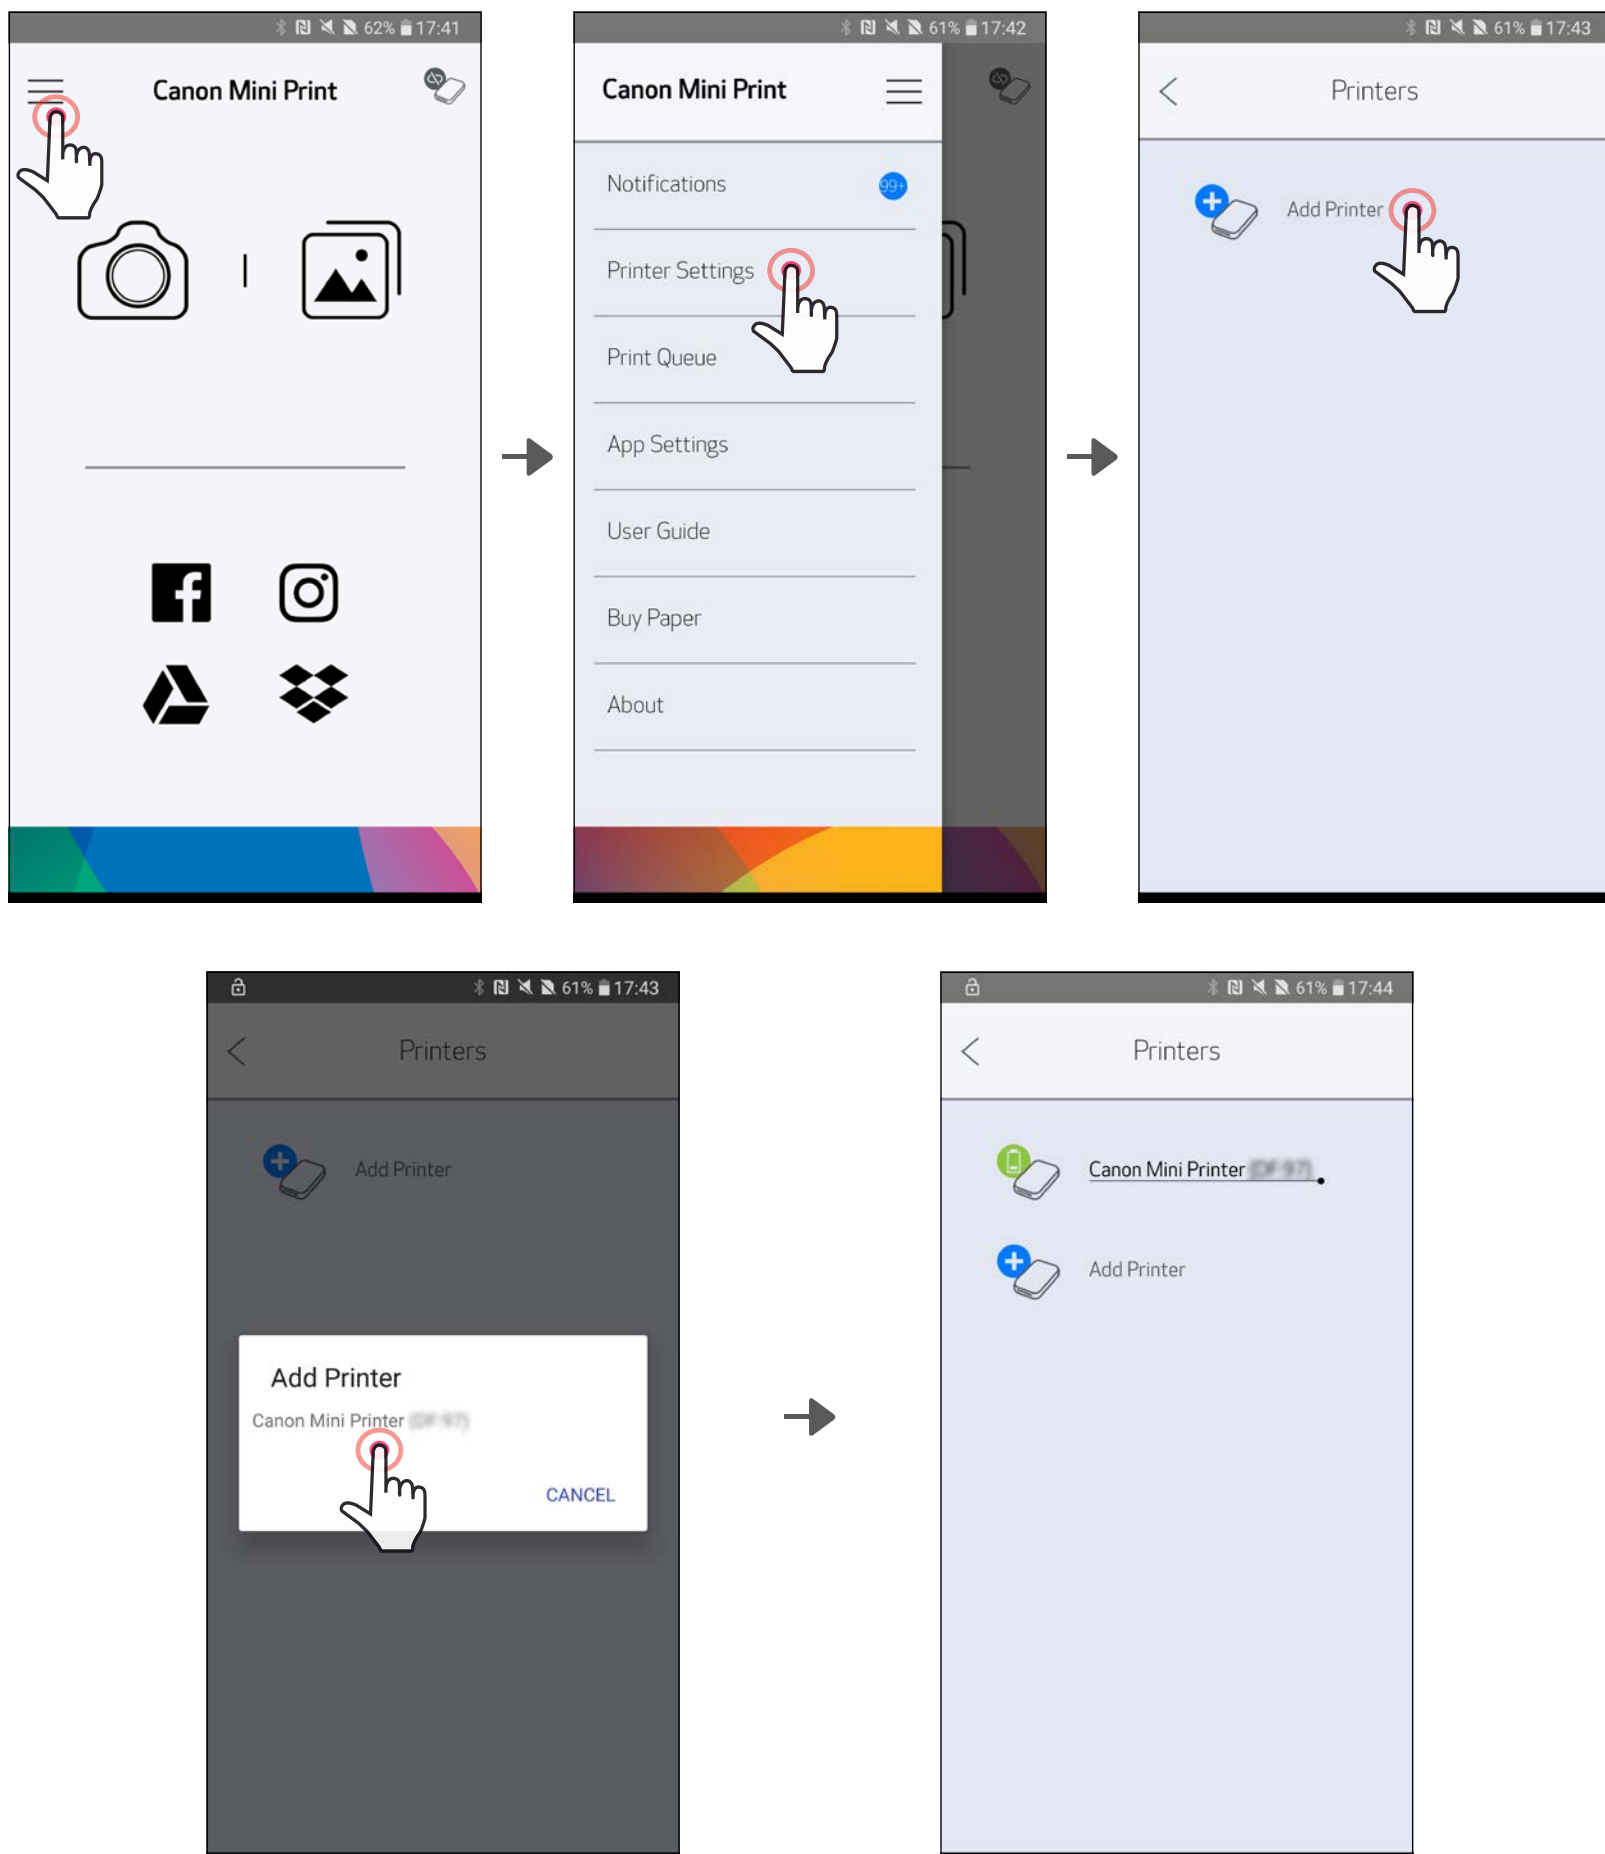 62% 17:41
Canon Mini Print
61% 17:42
Canon Mini Print
Notifications 99+
Printer Settings
Print Queue
App Settings
User Guide
Buy Paper
About
61% 17:43
Printers
Add Printer
61% 17:43
Printers
Add Printer
Add Printer
Canon Mini Printer
CANCEL
61% 17:44
Printers
Canon Mini Printer
Add Printer